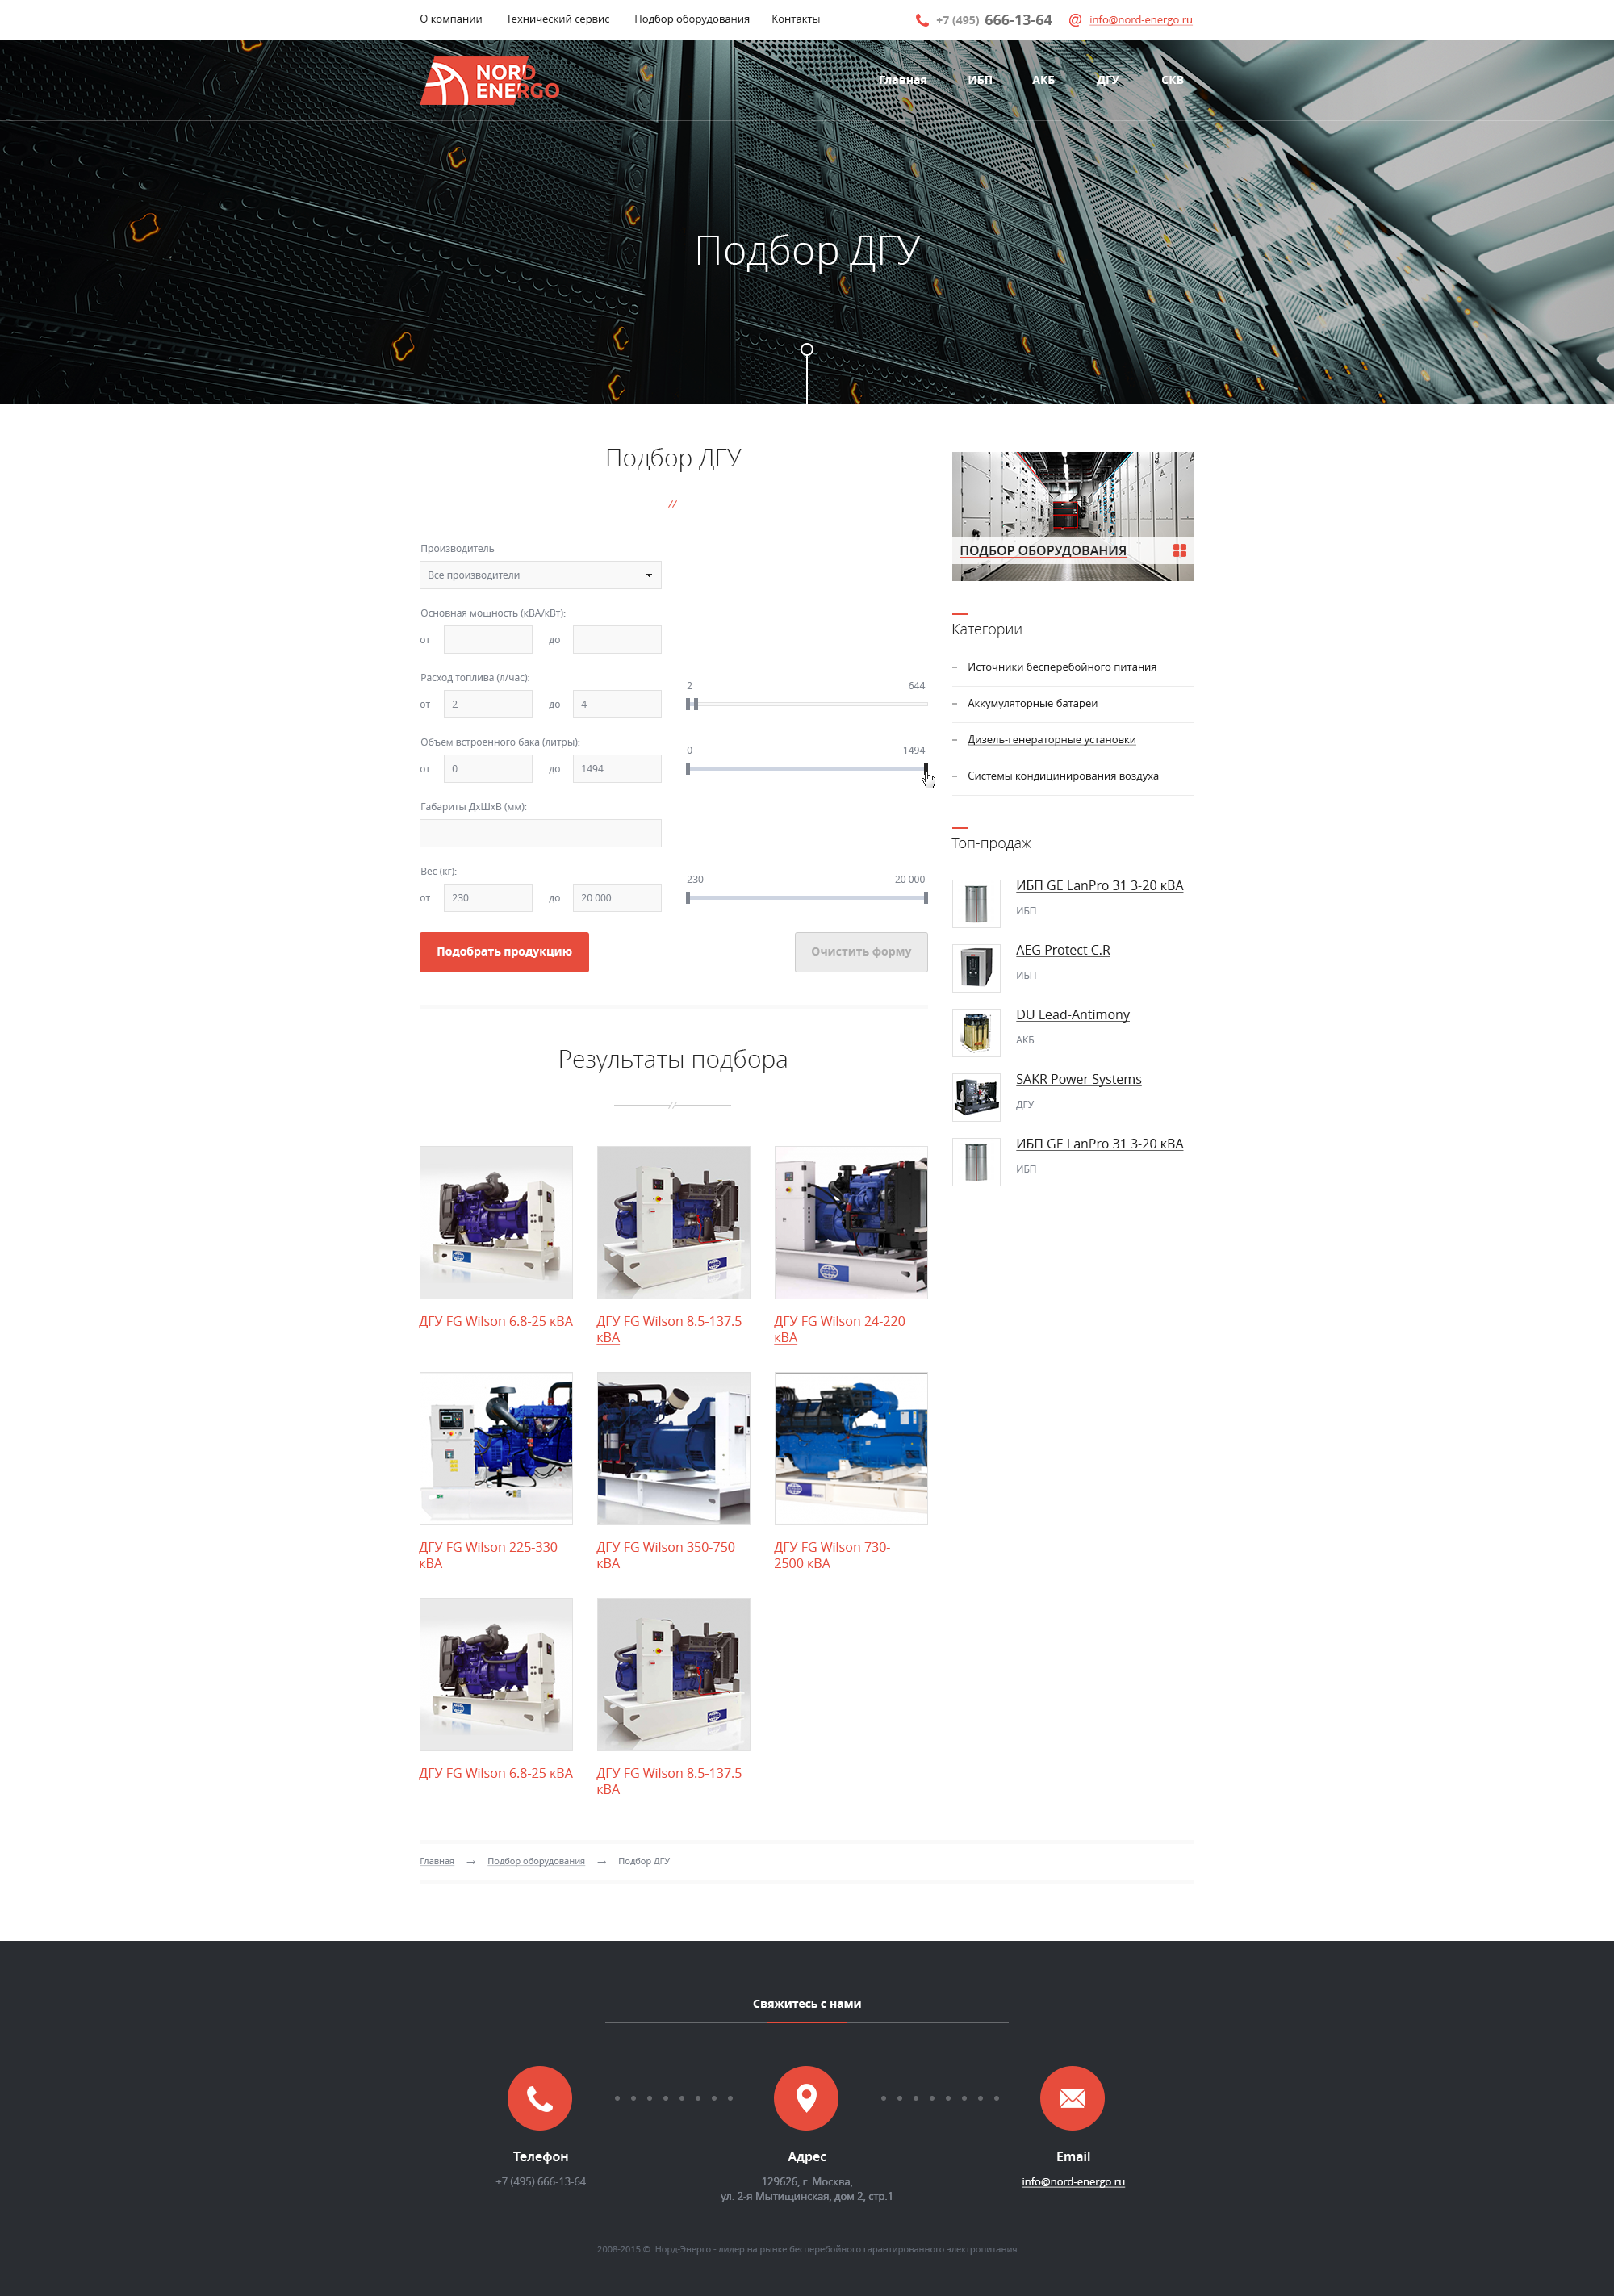 О компании Технический сервис Подбор оборудования Контакты +7 (495) 666-13-64 info@nord-energo.ru
NORD
ENERGO
Главная ИБП АКБ ДГУ СКВ
Подбор ДГУ
Подбор ДГУ
Производитель
Все производители
Основная мощность (кВА/кВт):
от до
Расход топлива (л/час):
от 2 до 4
2 644
Объем встроенного бака (литры):
от 0 до 1494
0 1494
Габариты ДхШхВ (мм):
Вес (кг):
от 230 до 20 000
230 20 000
Подобрать продукцию Очистить форму
Результаты подбора
ДГУ FG Wilson 6.8-25 кВА
ДГУ FG Wilson 8.5-137.5
кВА
ДГУ FG Wilson 24-220
кВА
ДГУ FG Wilson 225-330
кВА
ДГУ FG Wilson 350-750
кВА
ДГУ FG Wilson 730-
2500 кВА
ДГУ FG Wilson 6.8-25 кВА
ДГУ FG Wilson 8.5-137.5
кВА
ПОДБОР ОБОРУДОВАНИЯ
Категории
Источники бесперебойного питания
Аккумуляторные батареи
Дизель-генераторные установки
Системы кондицинирования воздуха
Топ-продаж
ИБП GE LanPro 31 3-20 кВА
ИБП
AEG Protect C.R
ИБП
DU Lead-Antimony
АКБ
SAKR Power Systems
ДГУ
ИБП GE LanPro 31 3-20 кВА
ИБП
Главная → Подбор оборудования → Подбор ДГУ
Свяжитесь с нами
Телефон
+7 (495) 666-13-64
Адрес
129626, г. Москва,
ул. 2-я Мытищинская, дом 2, стр.1
Email
info@nord-energo.ru
2008-2015 © Норд-Энерго - лидер на рынке бесперебойного гарантированного электропитания